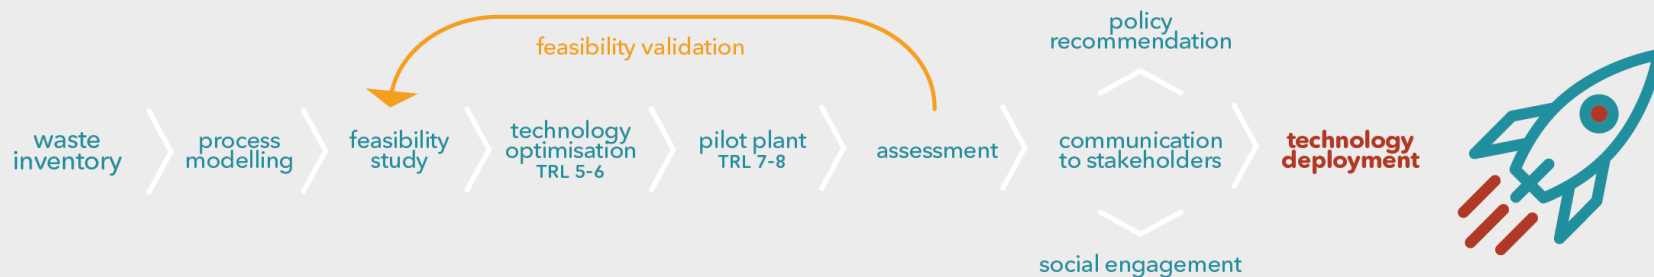 policy
recommendation
feasibility validation
waste
inventory
process
modelling
feasibility
study
technology
optimisation
TRL 5-6
pilot plant
TRL 7-8
assessment
communication
to stakeholders
technology
deployment
social engagement